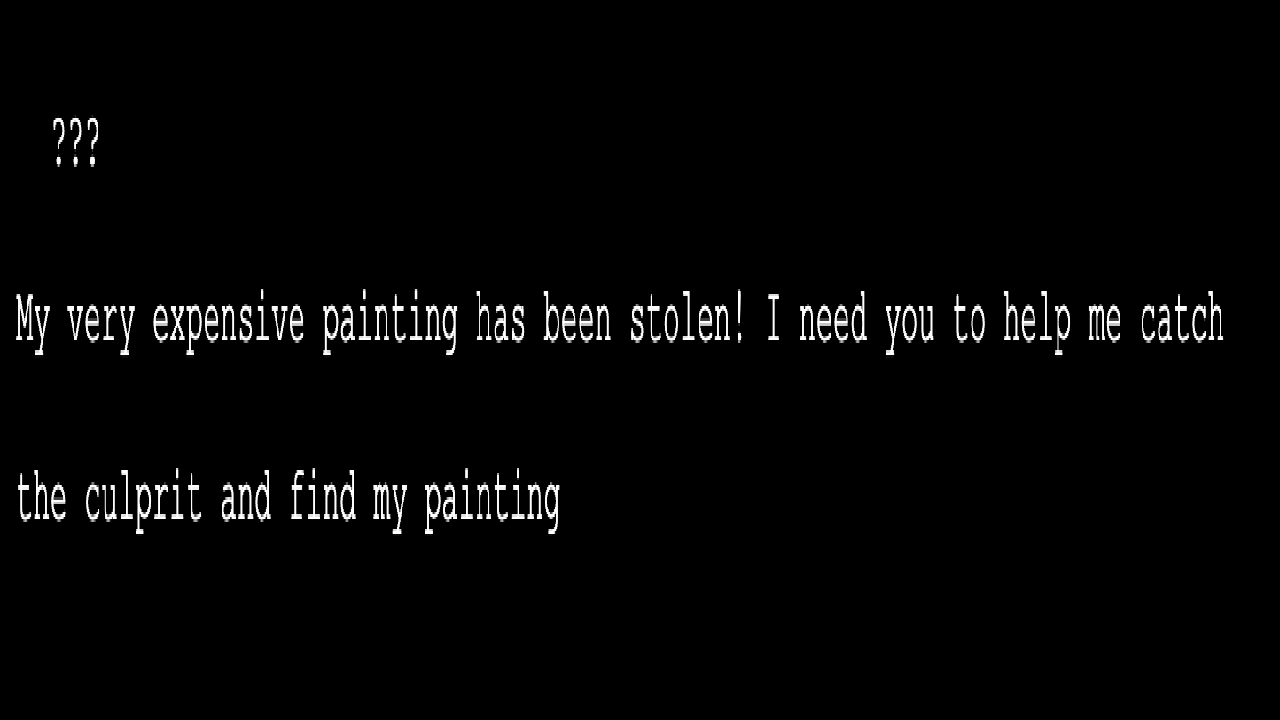 ???
My very expensive painting has been stolen! I need you to help me catch
the culprit and find my painting